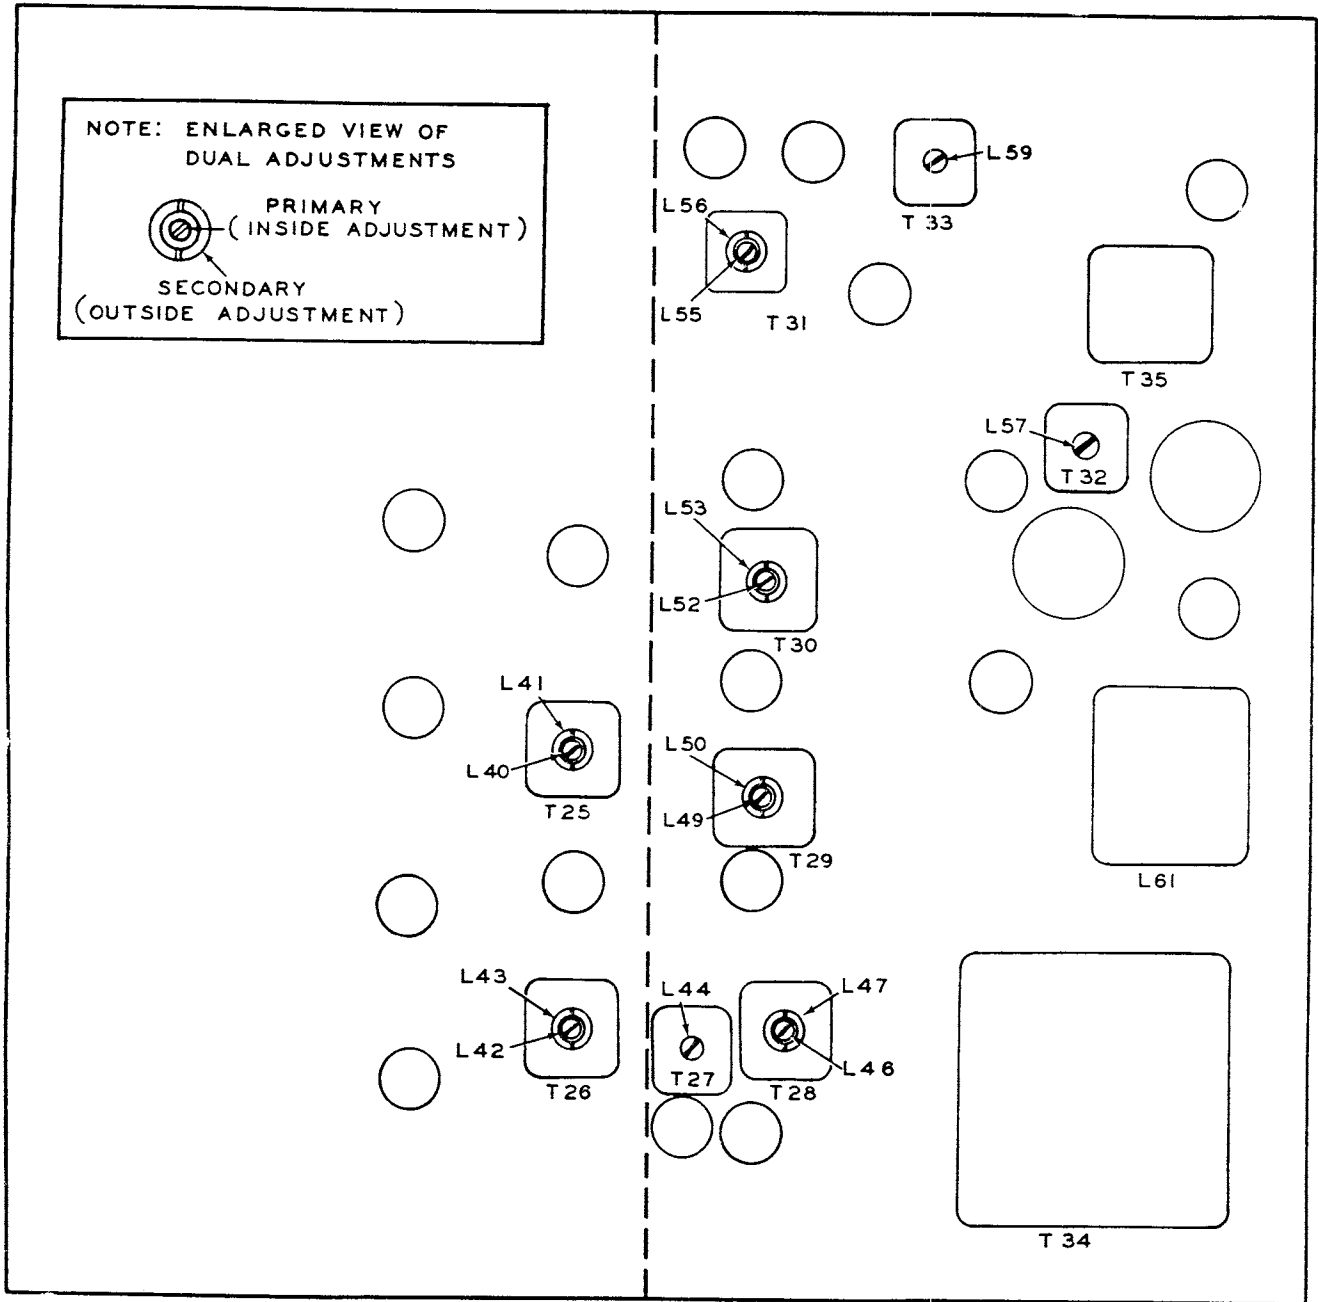 NOTE: ENLARGED VIEW OF
DUAL ADJUSTMENTS
PRIMARY
(INSIDE ADJUSTMENT)
SECONDARY
(OUTSIDE ADJUSTMENT)
L59
T33
L56
L55
T31
T35
L57
T32
L53
L52
T30
L41
L40
T25
L50
L49
T29
L61
L43
L42
T26
L44
T27
L47
L46
T28
T34